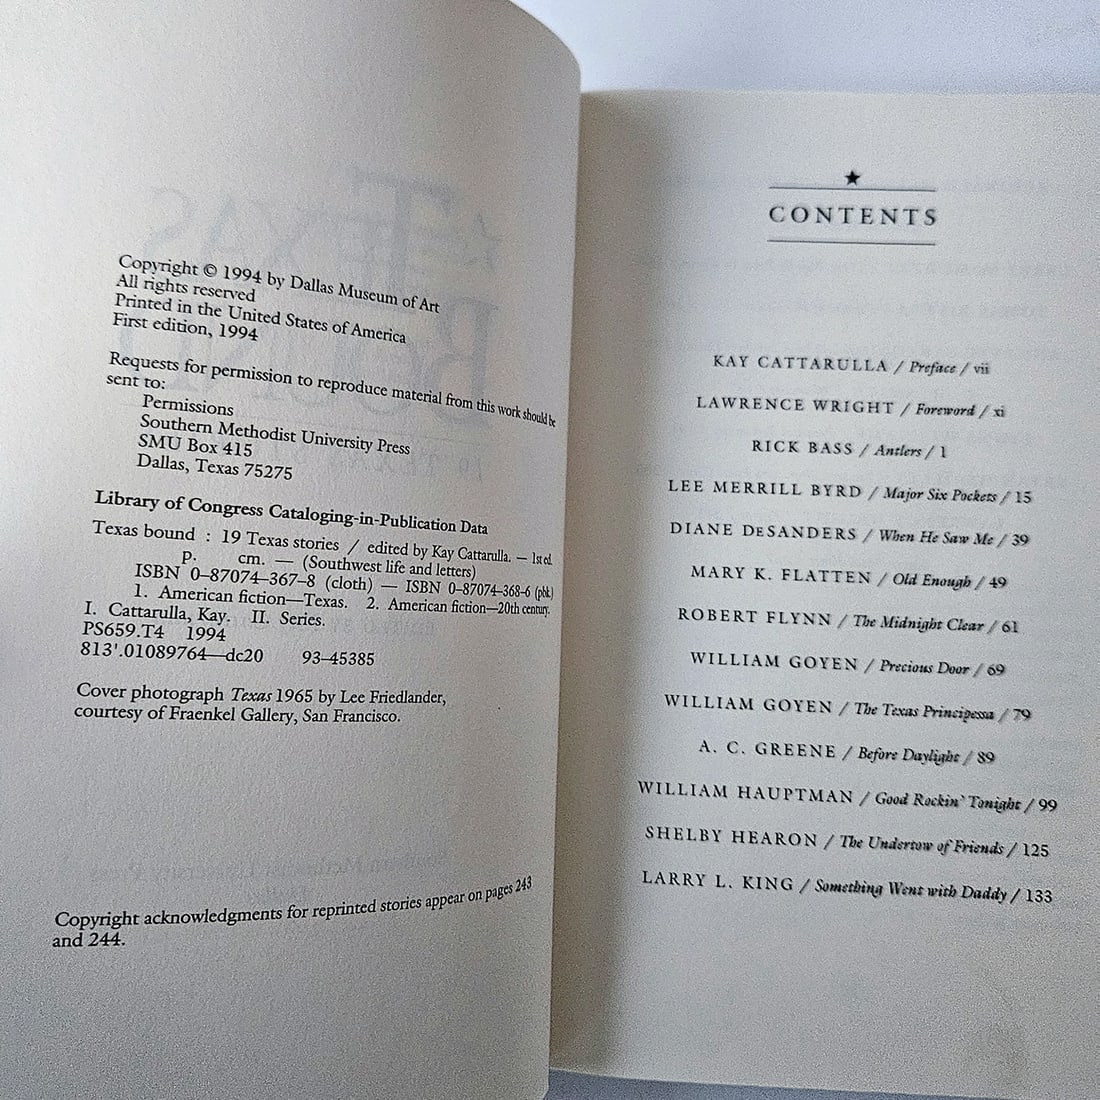 Copyright © 1994 by Dallas Museum of Art
All rights reserved
Printed in the United States of America
First edition, 1994
Requests for permission to reproduce material from this work should be
sent to:
Permissions
Southern Methodist University Press
SMU Box 415
Dallas, Texas 75275
Library of Congress Cataloging-in-Publication Data
Texas bound : 19 Texas stories / edited by Kay Cattarulla. — 1st ed.
p. cm. — (Southwest life and letters)
ISBN 0–87074–367–8 (cloth) — ISBN 0–87074–368–6 (pbk.)
1. American fiction—Texas. 2. American fiction—20th century.
I. Cattarulla, Kay. II. Series.
PS659.T4 1994
813'.01089764—dc20 93–45385
Cover photograph Texas 1965 by Lee Friedlander,
courtesy of Fraenkel Gallery, San Francisco.
Copyright acknowledgments for reprinted stories appear on pages 243
and 244.
CONTENTS
KAY CATTARULLA / Preface / vii
LAWRENCE WRIGHT / Foreword / xi
RICK BASS / Antlers / 1
LEE MERRILL BYRD / Major Six Pockets / 15
DIANE DeSANDERS / When He Saw Me / 39
MARY K. FLATTEN / Old Enough / 49
ROBERT FLYNN / The Midnight Clear / 61
WILLIAM GOYEN / Precious Door / 69
WILLIAM GOYEN / The Texas Principessa / 79
A. C. GREENE / Before Daylight / 89
WILLIAM HAUPTMAN / Good Rockin' Tonight / 99
SHELBY HEARON / The Undertow of Friends / 125
LARRY L. KING / Something Went with Daddy / 133